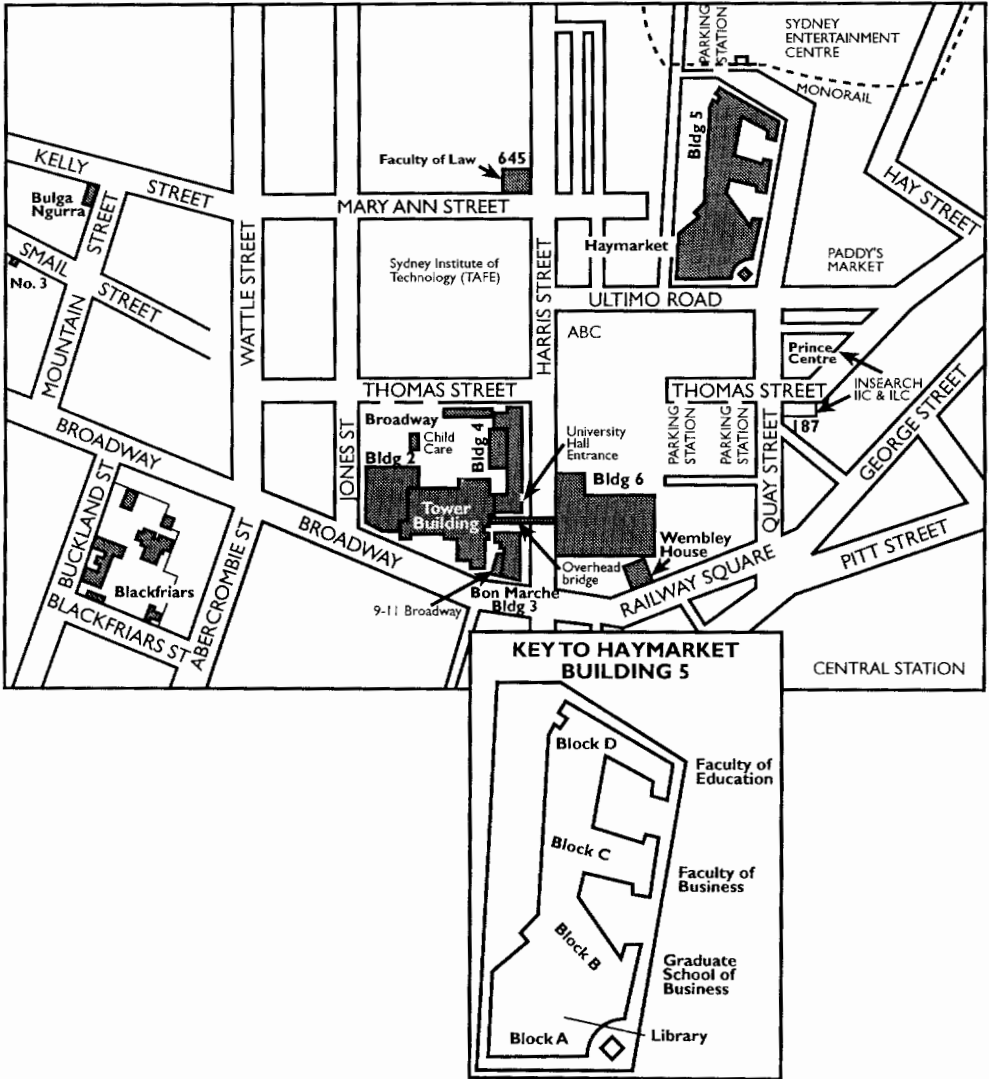 SYDNEY
ENTERTAINMENT
CENTRE
PARKING
STATION
MONORAIL
Bldg 5
KELLY
STREET
Faculty of Law
645
Bulga
Ngurra
STREET
MARY ANN STREET
HAY STREET
SMAIL
STREET
No. 3
MOUNTAIN
WATTLE STREET
Sydney Institute of
Technology (TAFE)
HARRIS STREET
Haymarket
PADDY'S
MARKET
ULTIMO ROAD
ABC
Prince
Centre
THOMAS STREET
THOMAS STREET
INSEARCH
IIC & ILC
187
GEORGE STREET
BROADWAY
JONES ST
Broadway
Child
Care
Bldg 4
Bldg 2
University
Hall
Entrance
PARKING
STATION
PARKING
STATION
QUAY STREET
Bldg 6
Tower
Building
BUCKLAND ST
BROADWAY
Wembley
House
PITT STREET
Overhead
bridge
RAILWAY SQUARE
Blackfriars
BLACKFRIARS ST
ABERCROMBIE ST
9-11 Broadway
Bon Marche
Bldg 3
CENTRAL STATION
KEY TO HAYMARKET
BUILDING 5
Block D
Faculty of
Education
Block C
Faculty of
Business
Block B
Graduate
School of
Business
Block A
Library